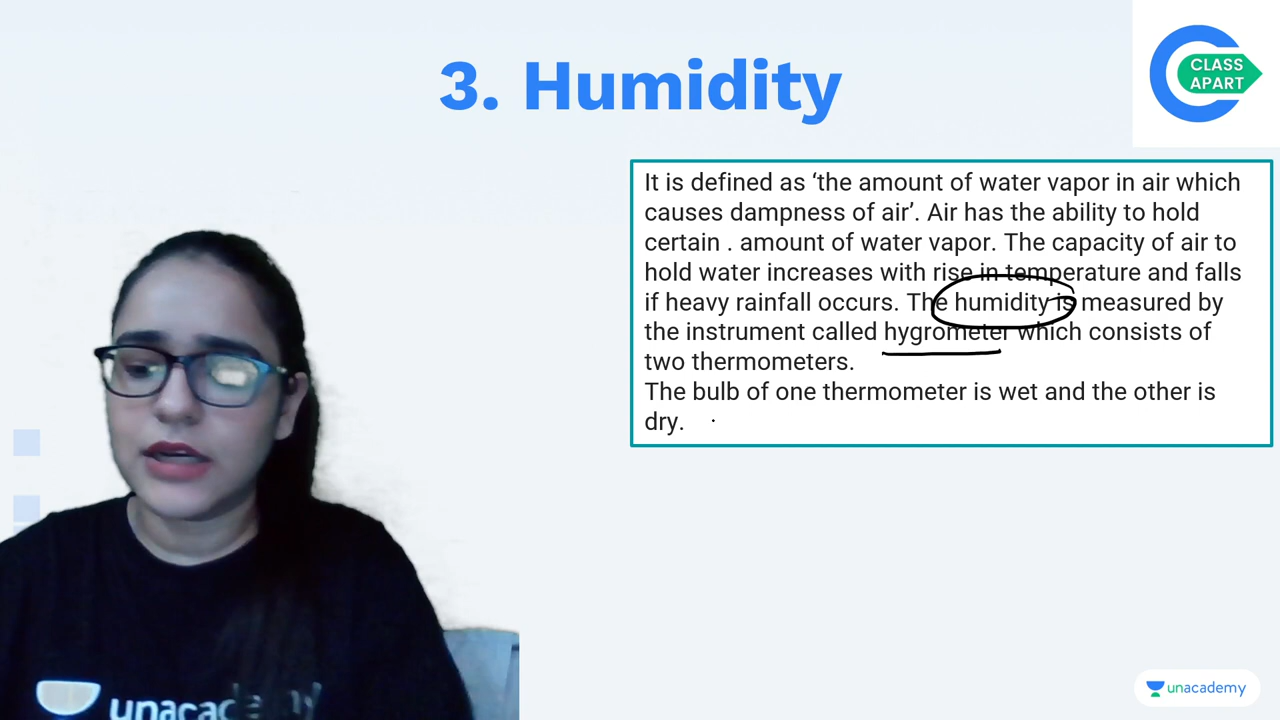 3. Humidity
CLASS
APART
It is defined as ‘the amount of water vapor in air which
causes dampness of air’. Air has the ability to hold
certain . amount of water vapor. The capacity of air to
hold water increases with rise in temperature and falls
if heavy rainfall occurs. The humidity is measured by
the instrument called hygrometer which consists of
two thermometers.
The bulb of one thermometer is wet and the other is
dry.
unacademy
unacademy